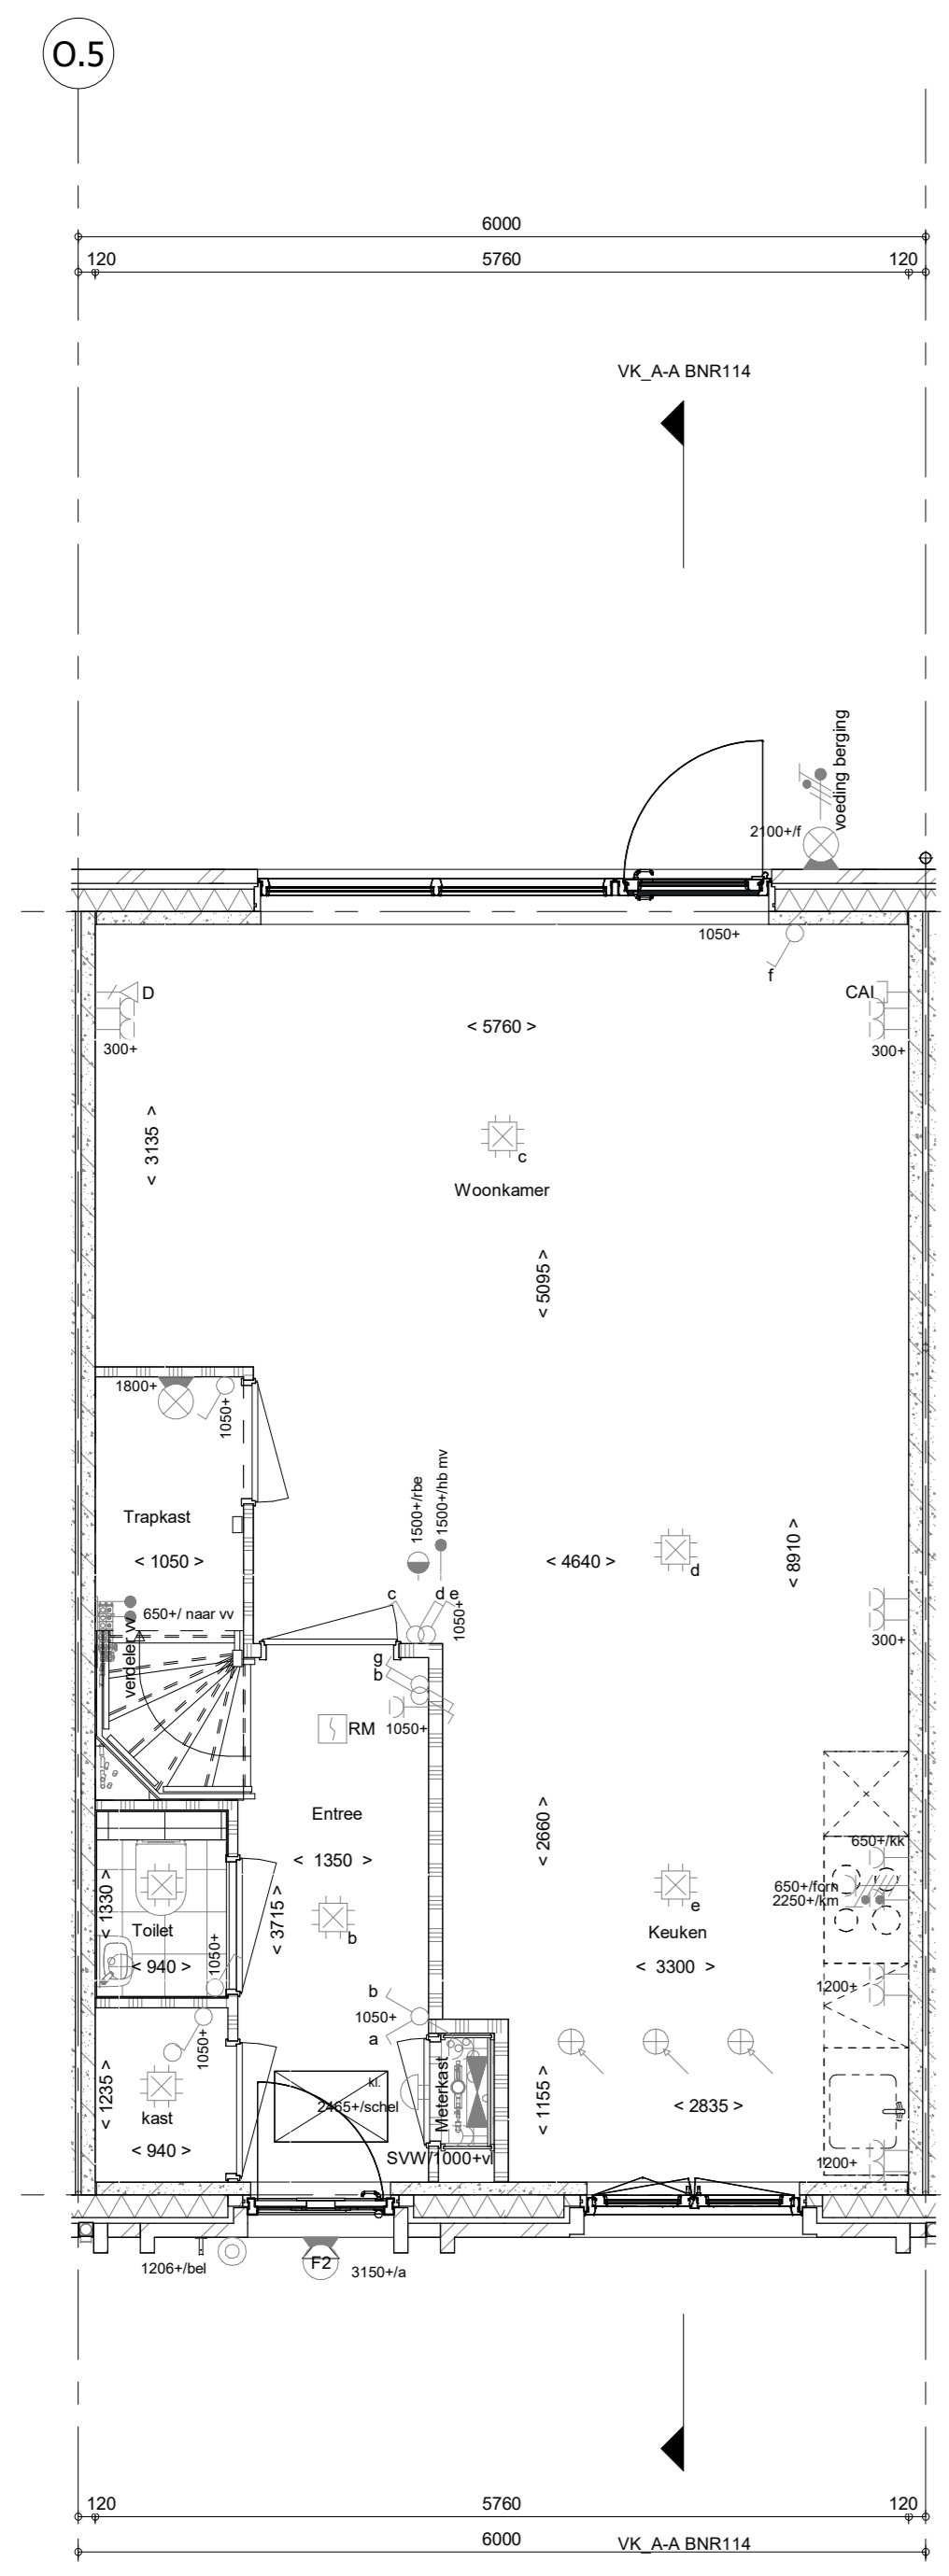 O.5
6000
120 5760 120
VK_A-A BNR114
voeding berging
2100+/f
1050+
f
D
CAI
300+
< 5760 >
300+
< 3135 >
c
Woonkamer
< 5095 >
1800+
1050+
1500+/rbe
1500+/hb mv
Trapkast
< 1050 >
< 4640 >
d
< 8910 >
c
d e
1050+
650+/ naar vv
verdeler vv
300+
g
b
1050+
RM
Entree
< 2660 >
< 1350 >
650+/kk
650+/forn
2250+/km
< 1330 >
Toilet
< 3715 >
b
e
Keuken
< 940 >
1050+
< 3300 >
b
1050+
a
1200+
1050+
kl.
2465+/schel
Meterkast
< 1235 >
kast
< 940 >
< 1155 >
< 2835 >
SVW/1000+vl
1200+
1206+/bel
F2
3150+/a
120 5760 120
6000
VK_A-A BNR114